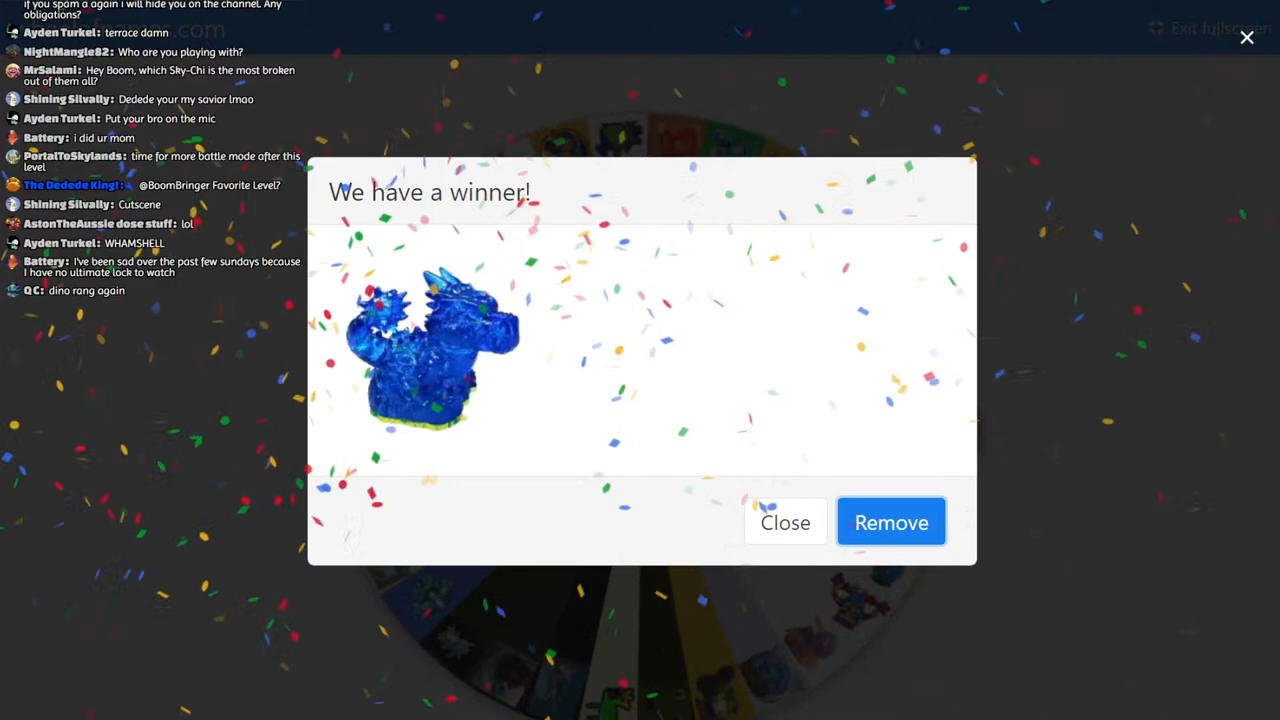 if you spam a again i will hide you on the channel. Any
obligations?
Exit fullscreen
Ayden Turkel: terrace damn
NightMangle82: Who are you playing with?
MrSalami: Hey Boom, which Sky-Chi is the most broken
out of them all?
Shining Silvally: Dedede your my savior lmao
Ayden Turkel: Put your bro on the mic
Battery: i did ur mom
PortalToSkylands: time for more battle mode after this
level
The Dedede King!: @BoomBringer Favorite Level?
Shining Silvally: Cutscene
AstonTheAussie dose stuff: lol
Ayden Turkel: WHAMSHELL
Battery: I've been sad over the past few sundays because
I have no ultimate lock to watch
QC: dino rang again
We have a winner!
Close
Remove